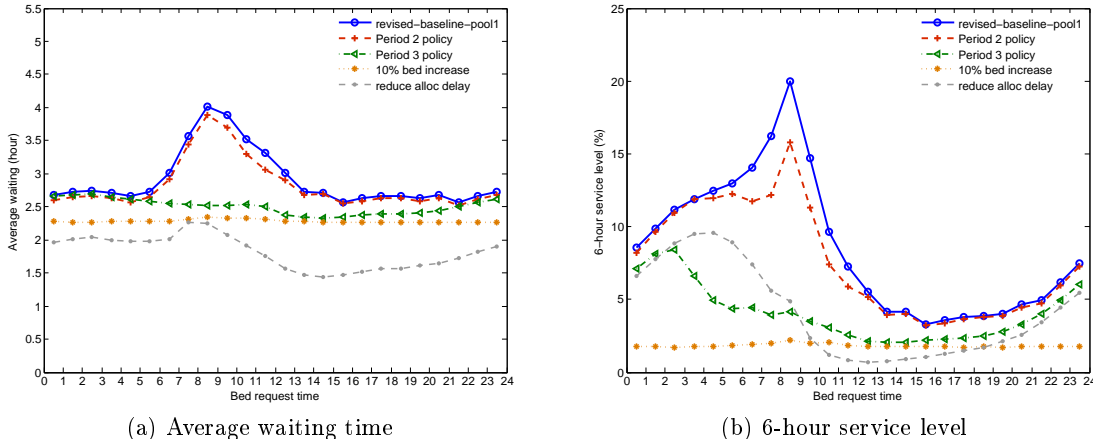 5.5
5
4.5
4
3.5
3
2.5
2
1.5
1
0.5
0
Average waiting (hour)
revised−baseline−pool1
Period 2 policy
Period 3 policy
10% bed increase
reduce alloc delay
0 1 2 3 4 5 6 7 8 9 10 11 12 13 14 15 16 17 18 19 20 21 22 23 24
Bed request time
(a) Average waiting time
25
20
15
10
5
0
6−hour service level (%)
revised−baseline−pool1
Period 2 policy
Period 3 policy
10% bed increase
reduce alloc delay
0 1 2 3 4 5 6 7 8 9 10 11 12 13 14 15 16 17 18 19 20 21 22 23 24
Bed request time
(b) 6-hour service level